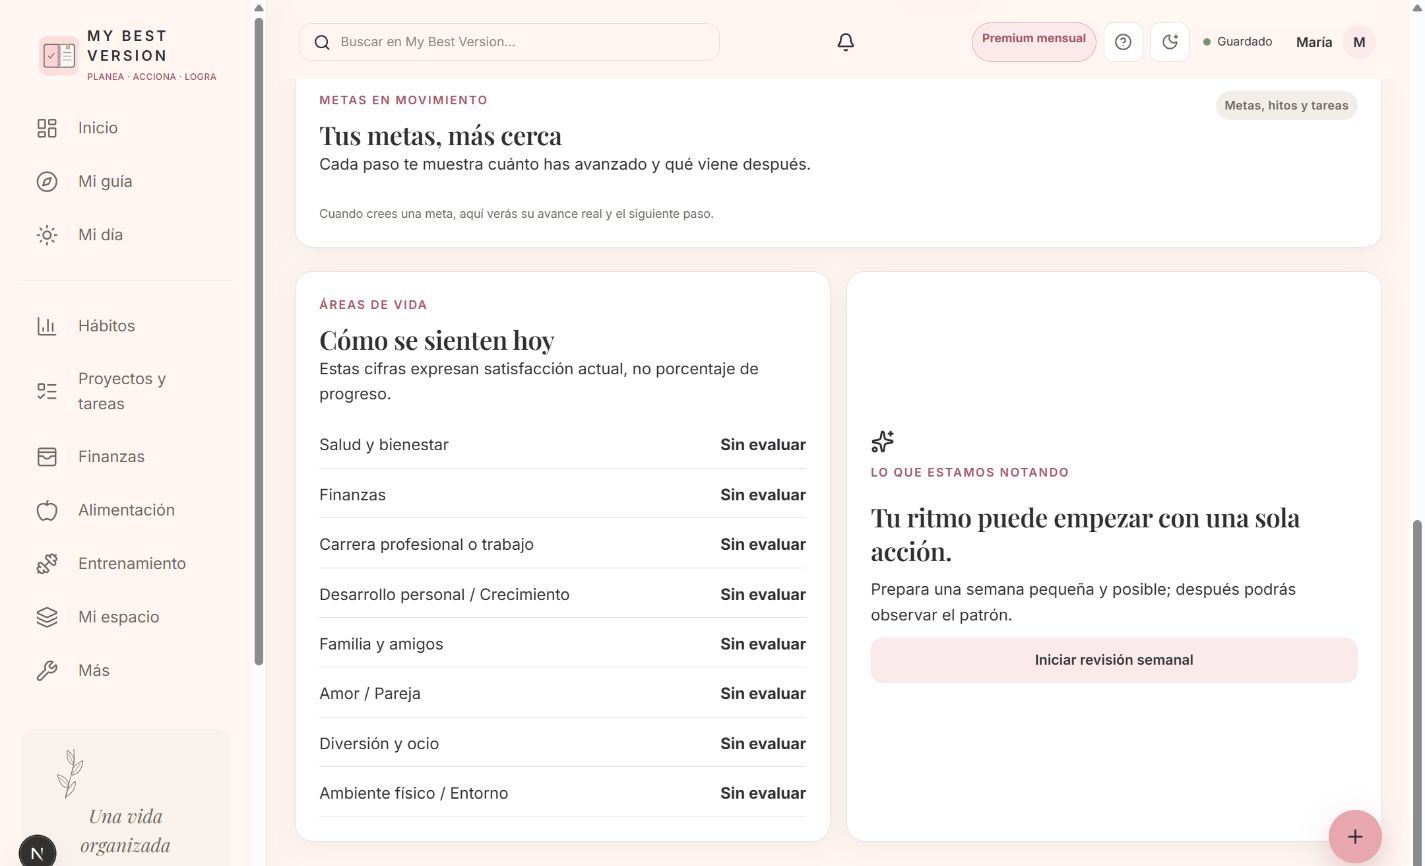 MY BEST
VERSION
PLANEA · ACCIONA · LOGRA
Inicio
Mi guía
Mi día
Hábitos
Proyectos y
tareas
Finanzas
Alimentación
Entrenamiento
Mi espacio
Más
Una vida
organizada
N
Buscar en My Best Version...
Premium mensual
Guardado
María
M
METAS EN MOVIMIENTO
Metas, hitos y tareas
Tus metas, más cerca
Cada paso te muestra cuánto has avanzado y qué viene después.
Cuando crees una meta, aquí verás su avance real y el siguiente paso.
ÁREAS DE VIDA
Cómo se sienten hoy
Estas cifras expresan satisfacción actual, no porcentaje de
progreso.
Salud y bienestar Sin evaluar
Finanzas Sin evaluar
Carrera profesional o trabajo Sin evaluar
Desarrollo personal / Crecimiento Sin evaluar
Familia y amigos Sin evaluar
Amor / Pareja Sin evaluar
Diversión y ocio Sin evaluar
Ambiente físico / Entorno Sin evaluar
LO QUE ESTAMOS NOTANDO
Tu ritmo puede empezar con una sola
acción.
Prepara una semana pequeña y posible; después podrás
observar el patrón.
Iniciar revisión semanal